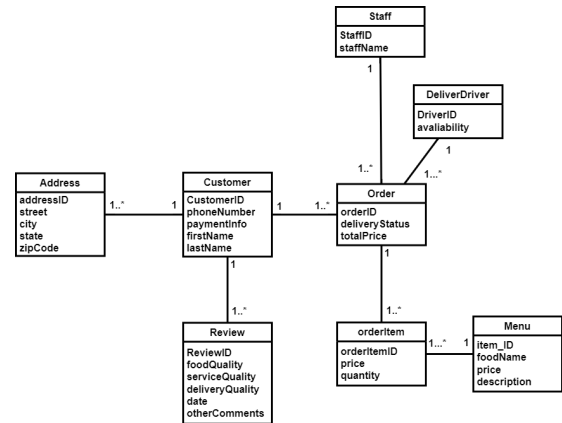 Staff
StaffID
staffName
1
DeliverDriver
DriverID
avaliability
1
1..*
1...*
Address
addressID
street
city
state
zipCode
1..*
1
Customer
CustomerID
phoneNumber
paymentInfo
firstName
lastName
1
1..*
Order
orderID
deliveryStatus
totalPrice
1
1
1..*
1..*
Review
ReviewID
foodQuality
serviceQuality
deliveryQuality
date
otherComments
orderItem
orderItemID
price
quantity
1...*
1
Menu
item_ID
foodName
price
description